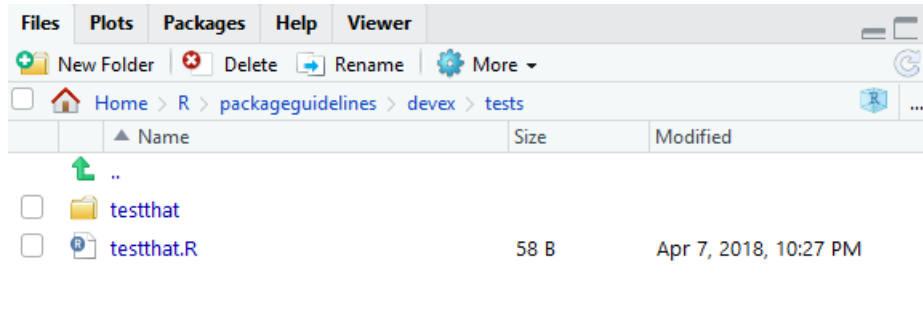 Files Plots Packages Help Viewer
New Folder Delete Rename More
Home > R > packageguidelines > devex > tests R ...
Name Size Modified
..
testthat
R testthat.R 58 B Apr 7, 2018, 10:27 PM